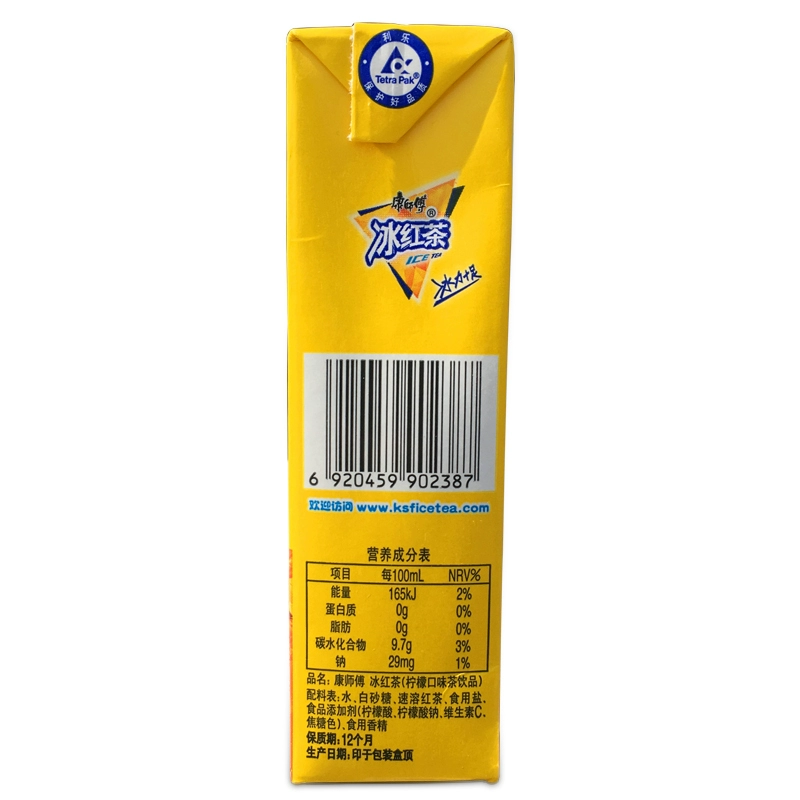 利乐
Tetra Pak®
保护好品质
康师傅®
冰红茶
ICE TEA
冰力十足
6 920459 902387
欢迎访问 www.ksficetea.com
营养成分表
项目 每100mL NRV%
能量 165kJ 2%
蛋白质 0g 0%
脂肪 0g 0%
碳水化合物 9.7g 3%
钠 29mg 1%
品名: 康师傅 冰红茶(柠檬口味茶饮品)
配料表:水、白砂糖、速溶红茶、食用盐、
食品添加剂(柠檬酸、柠檬酸钠、维生素C、
焦糖色)、食用香精
保质期:12个月
生产日期:印于包装盒顶